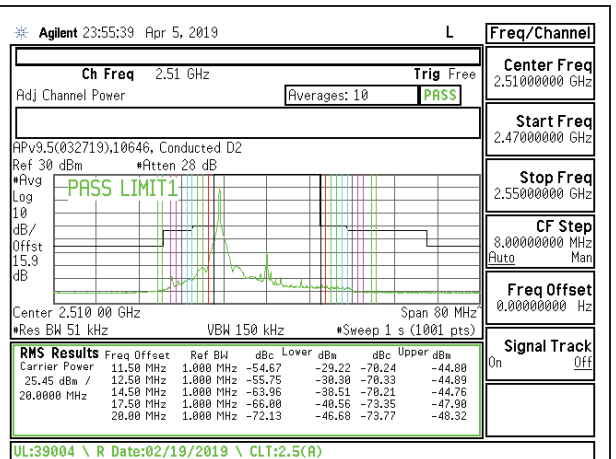 Agilent 23:55:39 Apr 5, 2019 L
Freq/Channel
Ch Freq 2.51 GHz Trig Free
Adj Channel Power Averages: 10 PASS
APv9.5(032719),10646, Conducted D2
Ref 30 dBm #Atten 28 dB
#Avg
Log
10
dB/
Offst
15.9
dB
PASS LIMIT1
Center 2.510 00 GHz Span 80 MHz^
#Res BW 51 kHz VBW 150 kHz #Sweep 1 s (1001 pts)
RMS Results Freq Offset Ref BW dBc Lower dBm dBc Upper dBm
Carrier Power 11.50 MHz 1.000 MHz -54.67 -29.22 -70.24 -44.80
25.45 dBm / 12.50 MHz 1.000 MHz -55.75 -30.30 -70.33 -44.89
20.0000 MHz 14.50 MHz 1.000 MHz -63.96 -38.51 -70.21 -44.76
17.50 MHz 1.000 MHz -66.00 -40.56 -73.35 -47.90
20.00 MHz 1.000 MHz -72.13 -46.68 -73.77 -48.32
UL:39004 \ R Date:02/19/2019 \ CLT:2.5(A)
Center Freq
2.51000000 GHz
Start Freq
2.47000000 GHz
Stop Freq
2.55000000 GHz
CF Step
8.00000000 MHz
Auto Man
Freq Offset
0.00000000 Hz
Signal Track
On Off